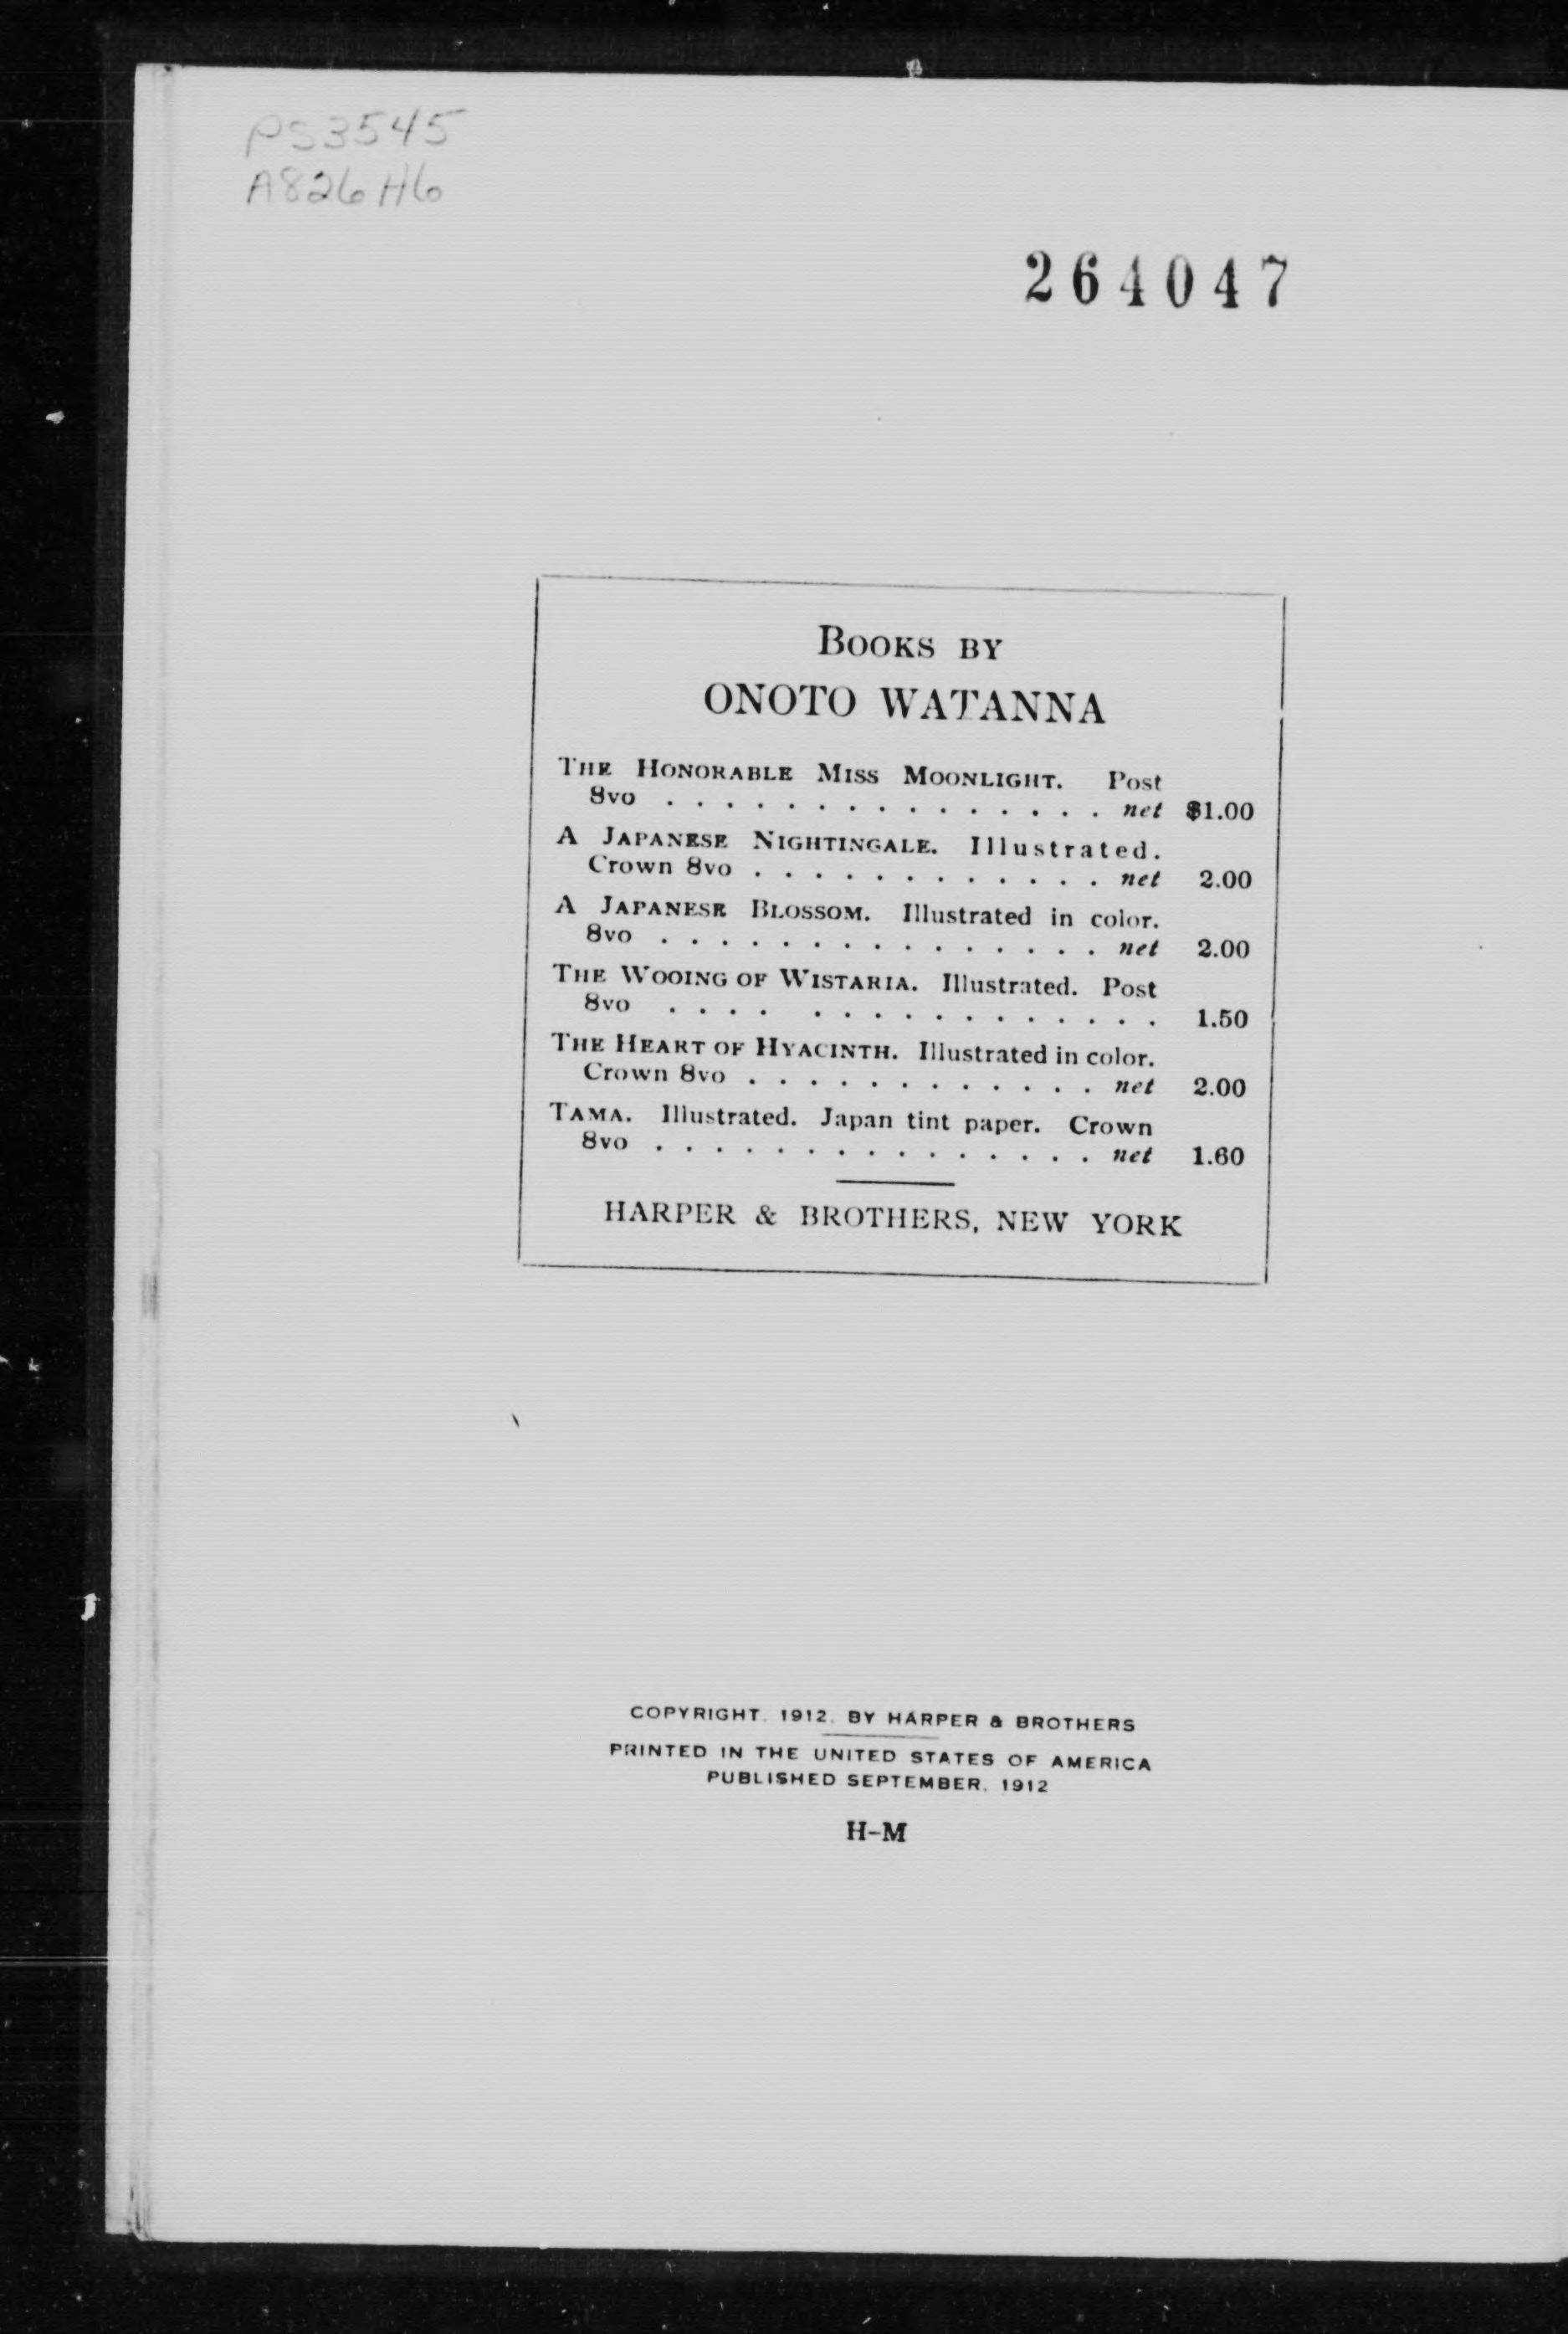 PS3545
A826H6
264047
BOOKS BY
ONOTO WATANNA
THE HONORABLE MISS MOONLIGHT. Post
8vo . . . . . . . . . . . . . . . net $1.00
A JAPANESE NIGHTINGALE. Illustrated.
Crown 8vo . . . . . . . . . . . . net 2.00
A JAPANESE BLOSSOM. Illustrated in color.
8vo . . . . . . . . . . . . . . . net 2.00
THE WOOING OF WISTARIA. Illustrated. Post
8vo . . . . . . . . . . . . . . . . 1.50
THE HEART OF HYACINTH. Illustrated in color.
Crown 8vo . . . . . . . . . . . . net 2.00
TAMA. Illustrated. Japan tint paper. Crown
8vo . . . . . . . . . . . . . . . net 1.60
HARPER & BROTHERS, NEW YORK
COPYRIGHT. 1912. BY HARPER & BROTHERS
PRINTED IN THE UNITED STATES OF AMERICA
PUBLISHED SEPTEMBER. 1912
H-M